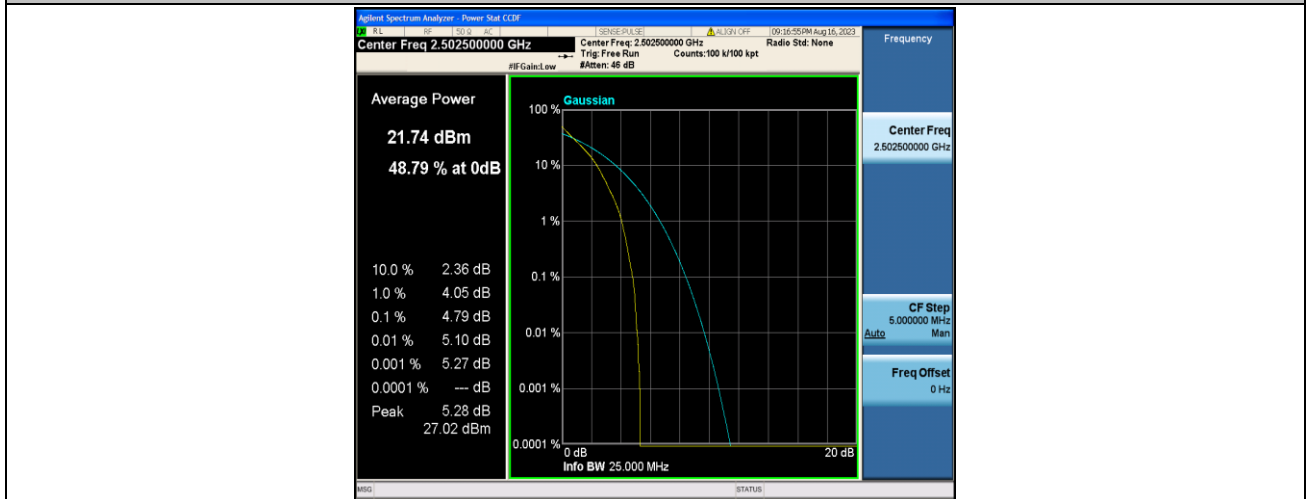 Agilent Spectrum Analyzer - Power Stat CCDF
RL RF 50 Ω AC SENSE:PULSE ALIGN OFF 09:16:55PM Aug 16, 2023
Center Freq 2.502500000 GHz
Center Freq: 2.502500000 GHz Radio Std: None
Trig: Free Run Counts:100 k/100 kpt
#IFGain:Low #Atten: 46 dB
Frequency
Average Power
21.74 dBm
48.79 % at 0dB
10.0 % 2.36 dB
1.0 % 4.05 dB
0.1 % 4.79 dB
0.01 % 5.10 dB
0.001 % 5.27 dB
0.0001 % --- dB
Peak 5.28 dB
27.02 dBm
Gaussian
100 %
10 %
1 %
0.1 %
0.01 %
0.001 %
0.0001 %
0 dB 20 dB
Info BW 25.000 MHz
Center Freq
2.502500000 GHz
CF Step
5.000000 MHz
Auto Man
Freq Offset
0 Hz
MSG STATUS